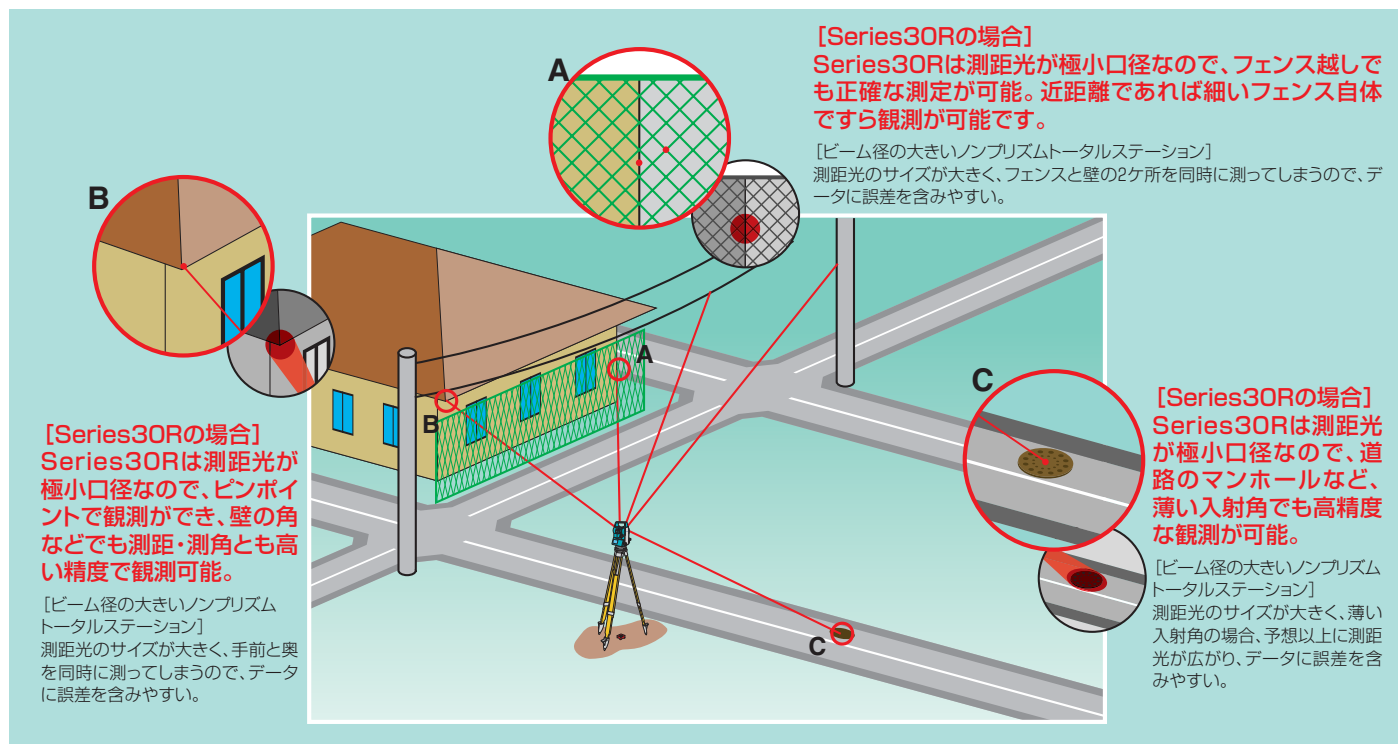 A
[Series30Rの場合]
Series30Rは測距光が極小口径なので、フェンス越しで
も正確な測定が可能。近距離であれば細いフェンス自体
ですら観測が可能です。
[ビーム径の大きいノンプリズムトータルステーション]
測距光のサイズが大きく、フェンスと壁の2ケ所を同時に測ってしまうので、デ
ータに誤差を含みやすい。
B
[Series30Rの場合]
Series30Rは測距光が
極小口径なので、ピンポイ
ントで観測ができ、壁の角
などでも測距・測角とも高
い精度で観測可能。
[ビーム径の大きいノンプリズム
トータルステーション]
測距光のサイズが大きく、手前と奥
を同時に測ってしまうので、データ
に誤差を含みやすい。
A
B
C
C
[Series30Rの場合]
Series30Rは測距光
が極小口径なので、道
路のマンホールなど、
薄い入射角でも高精度
な観測が可能。
[ビーム径の大きいノンプリズム
トータルステーション]
測距光のサイズが大きく、薄い
入射角の場合、予想以上に測距
光が広がり、データに誤差を含
みやすい。